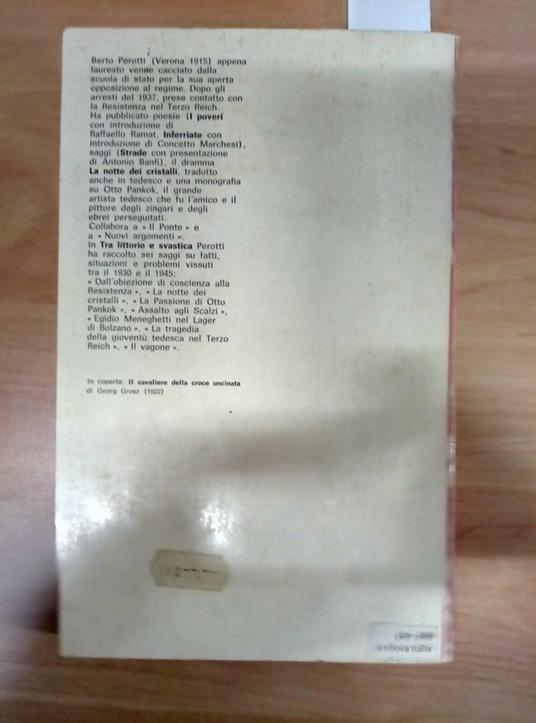 Berto Perotti (Verona 1915) appena
laureato venne cacciato dalla
scuola di stato per la sua aperta
opposizione al regime. Dopo gli
arresti del 1937, prese contatto con
la Resistenza nel Terzo Reich.
Ha pubblicato poesie (I poveri
con introduzione di
Raffaello Ramat, Inferriate con
introduzione di Concetto Marchesi),
saggi (Strade con presentazione
di Antonio Banfi), il dramma
La notte dei cristalli, tradotto
anche in tedesco e una monografia
su Otto Pankok, il grande
artista tedesco che fu l'amico e il
pittore degli zingari e degli
ebrei perseguitati.
Collabora a « Il Ponte » e
a « Nuovi argomenti ».
In Tra littorio e svastica Perotti
ha raccolto sei saggi su fatti,
situazioni e problemi vissuti
tra il 1930 e il 1945:
« Dall'obiezione di coscienza alla
Resistenza », « La notte dei
cristalli », « La Passione di Otto
Pankok », « Assalto agli Scalzi »,
« Egidio Meneghetti nel Lager
di Bolzano », « La tragedia
della gioventù tedesca nel Terzo
Reich », « Il vagone ».
In coperta: Il cavaliere della croce uncinata
di Georg Grosz (1922)
Nuova Italia